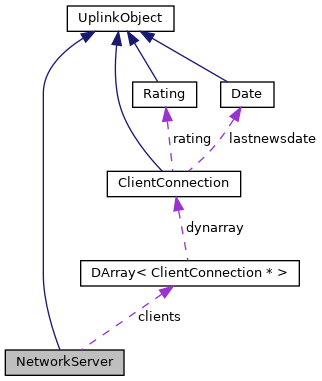 UplinkObject
Rating
Date
rating
lastnewsdate
ClientConnection
dynarray
DArray< ClientConnection * >
clients
NetworkServer